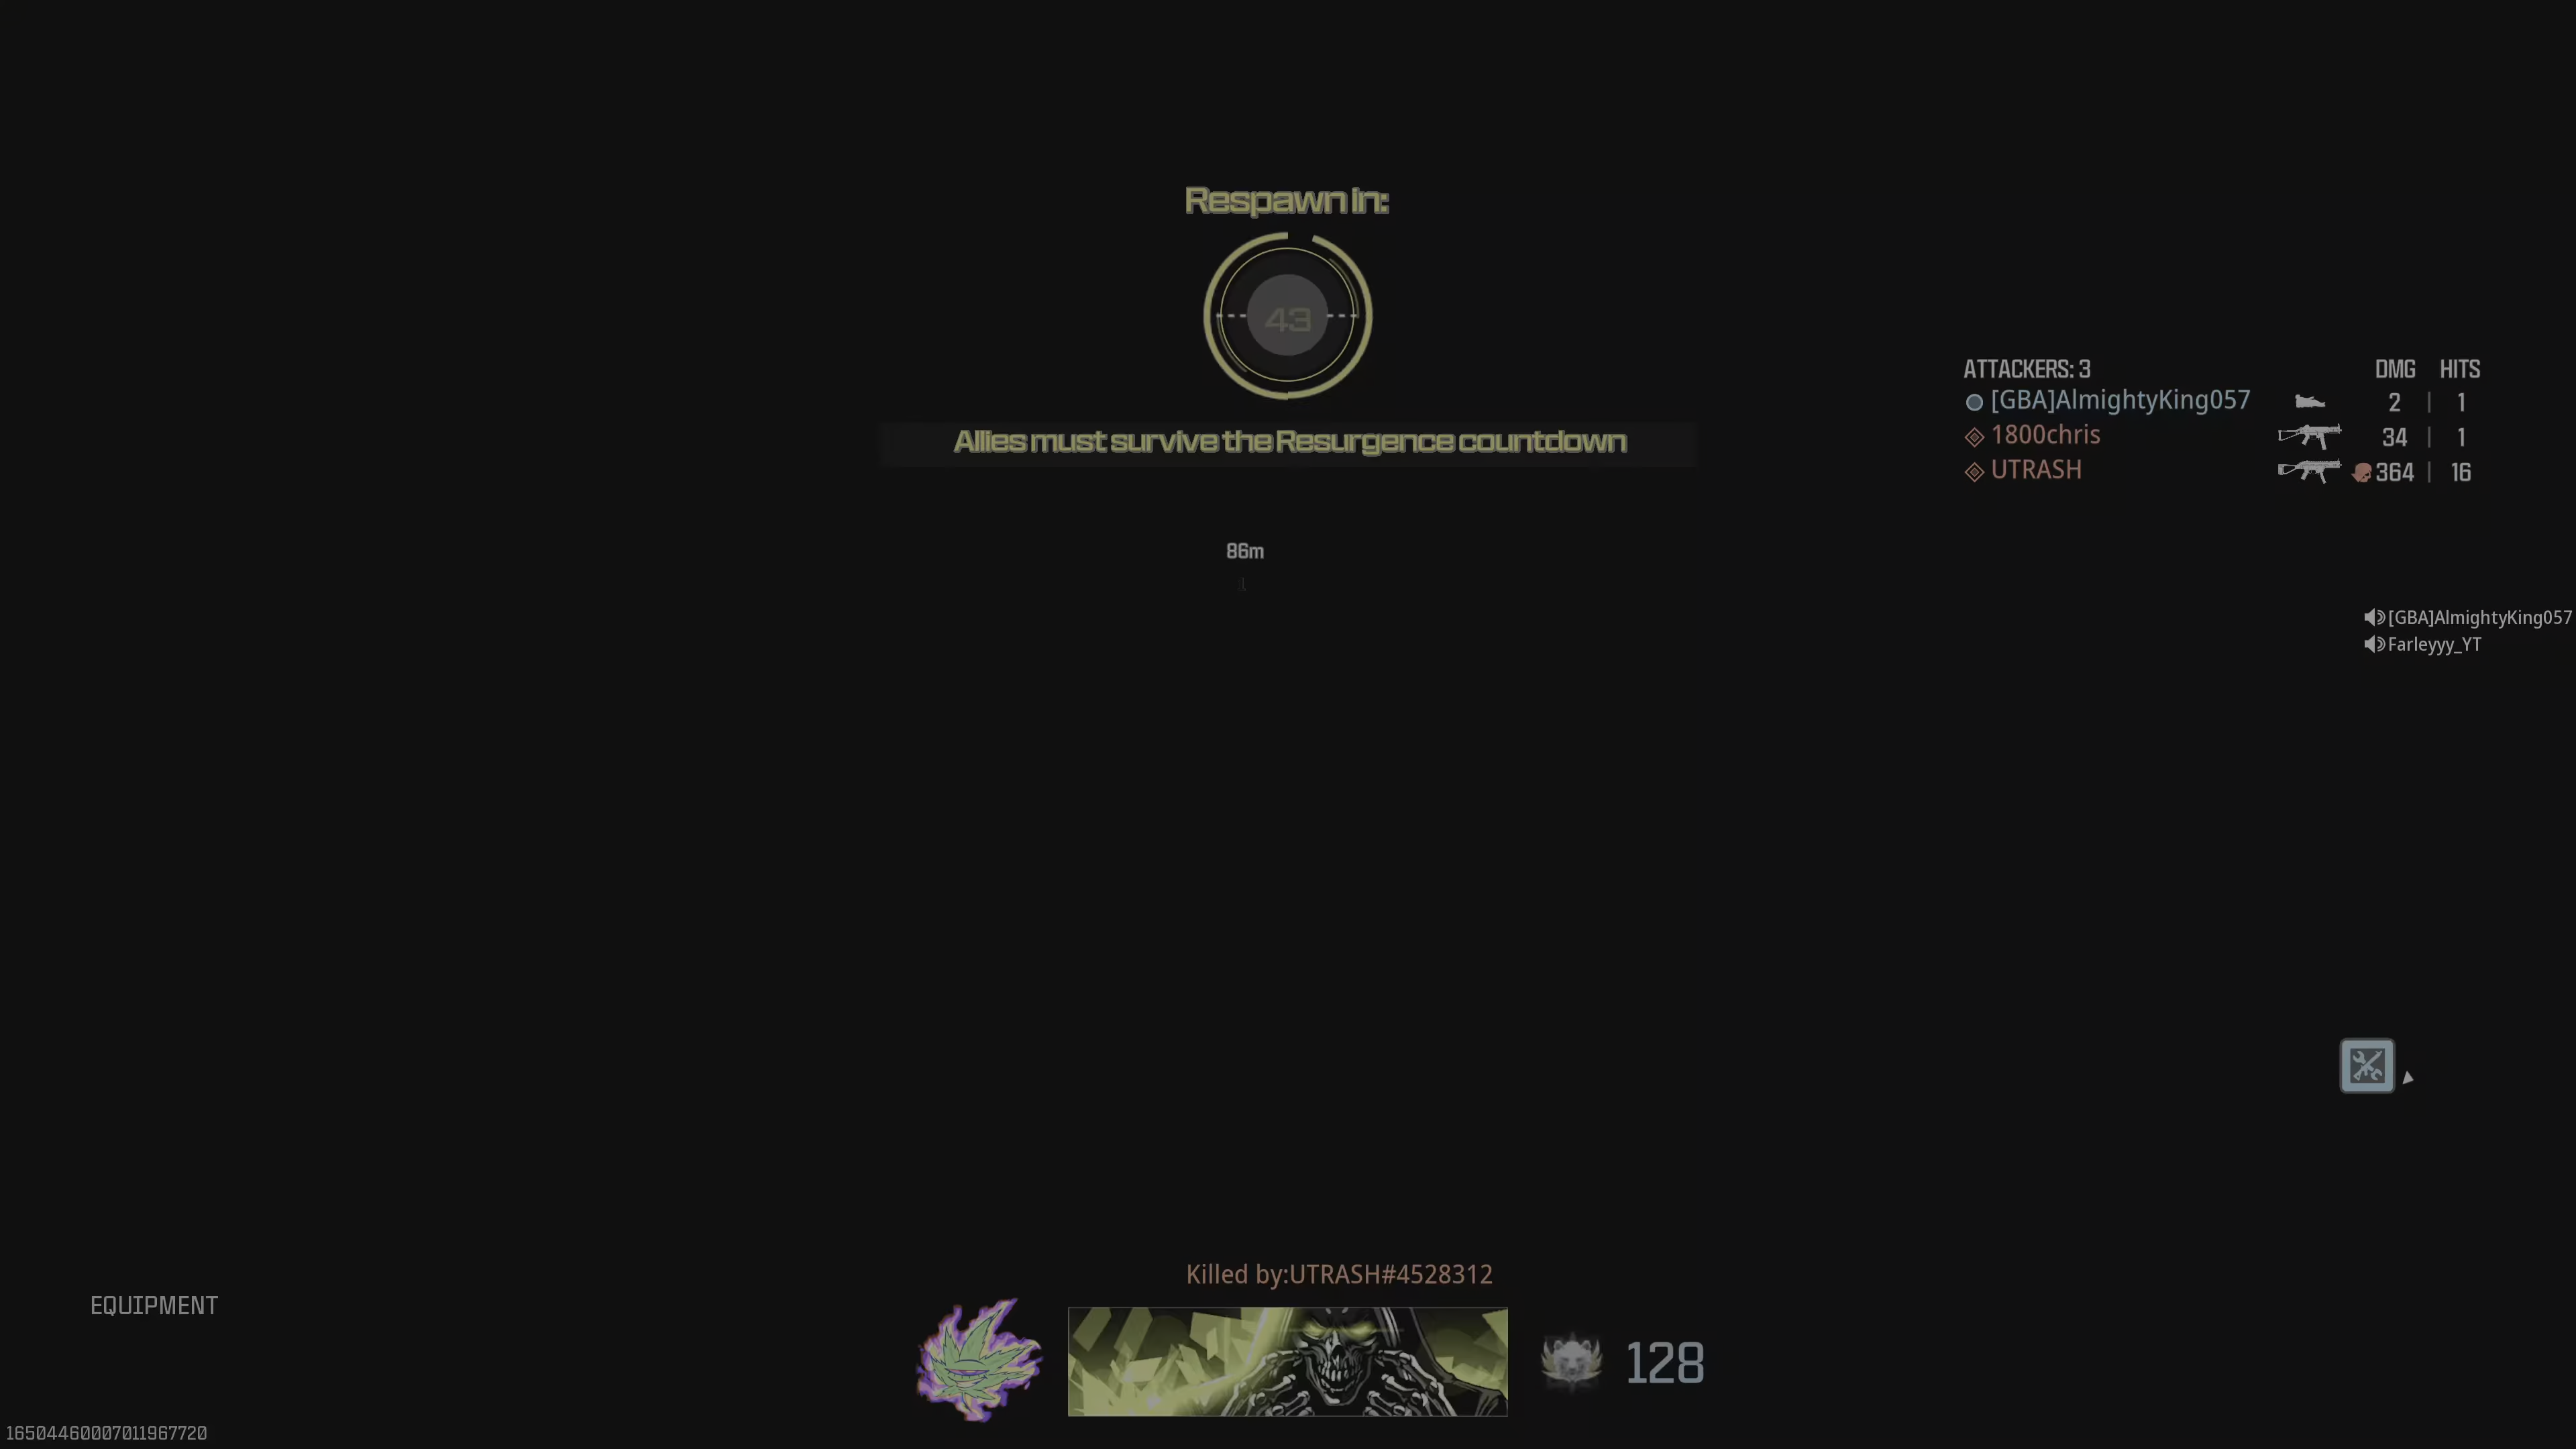 Respawn in:
43
Allies must survive the Resurgence countdown
86m
ATTACKERS: 3 DMG HITS
[GBA]AlmightyKing057 2 | 1
1800chris 34 | 1
UTRASH 364 | 16
[GBA]AlmightyKing057
Farleyyy_YT
Killed by:UTRASH#4528312
EQUIPMENT
128
16504460007011967720